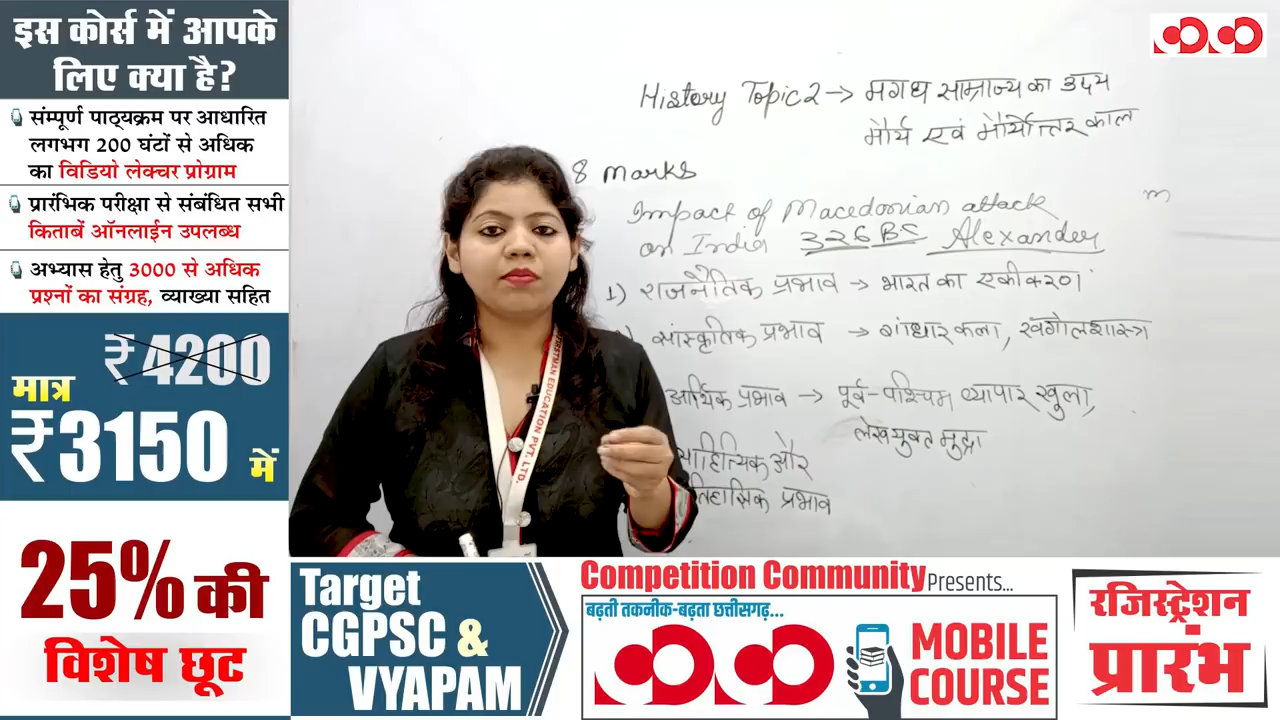 इस कोर्स में आपके
लिए क्या है?
संम्पूर्ण पाठ्यक्रम पर आधारित
लगभग 200 घंटों से अधिक
का विडियो लेक्चर प्रोग्राम
प्रारंभिक परीक्षा से संबंधित सभी
किताबें ऑनलाईन उपलब्ध
अभ्यास हेतु 3000 से अधिक
प्रश्नों का संग्रह, व्याख्या सहित
₹4200
मात्र
₹3150 में
25% की
विशेष छूट
History Topic 2 → मगध साम्राज्य का उदय
मौर्य एवं मौर्योत्तर काल
8 marks
Impact of Macedonian attack
on India 326 BC Alexander
1) राजनैतिक प्रभाव → भारत का एकीकरण
सांस्कृतिक प्रभाव → गांधार कला, खगोलशास्त्र
आर्थिक प्रभाव → पूर्व-पश्चिम व्यापार खुला,
लेखयुक्त मुद्रा
और
प्रभाव
EDUCATION PVT. LTD.
Target
CGPSC &
VYAPAM
Competition Community Presents...
बढ़ती तकनीक-बढ़ता छत्तीसगढ़...
MOBILE
COURSE
रजिस्ट्रेशन
प्रारंभ